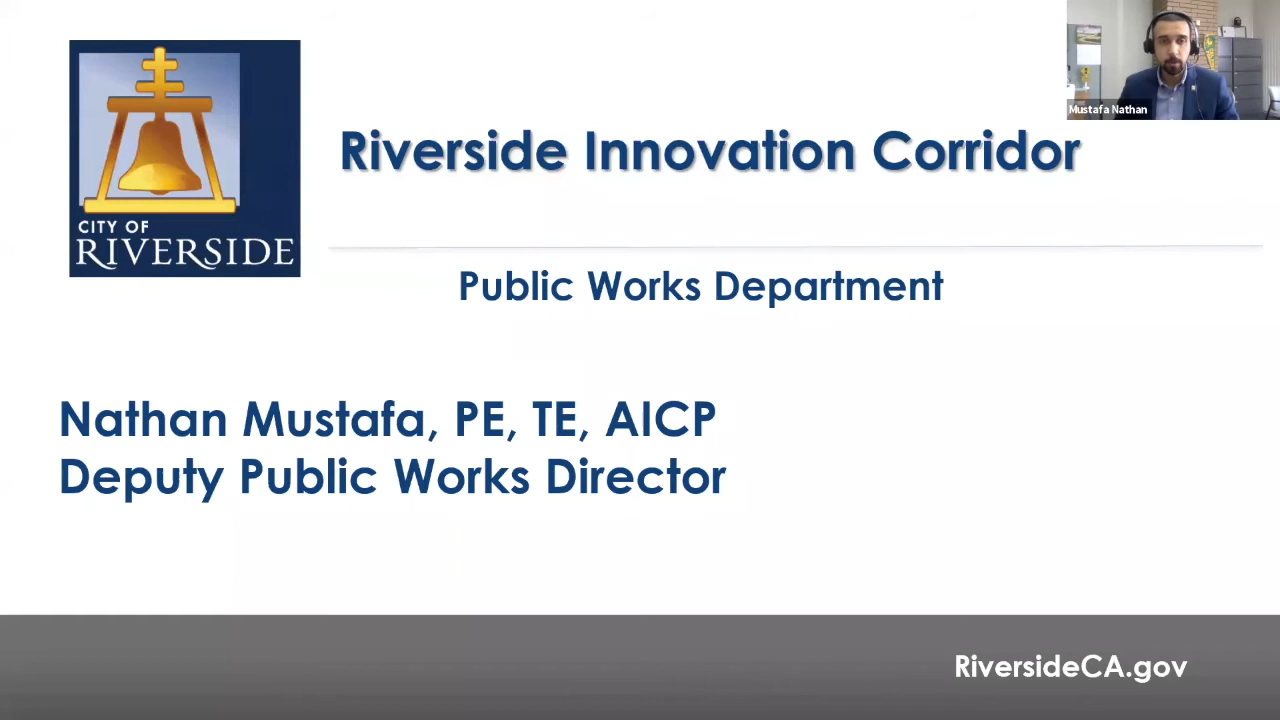 CITY OF
RIVERSIDE
Riverside Innovation Corridor
Mustafa Nathan
Public Works Department
Nathan Mustafa, PE, TE, AICP
Deputy Public Works Director
RiversideCA.gov